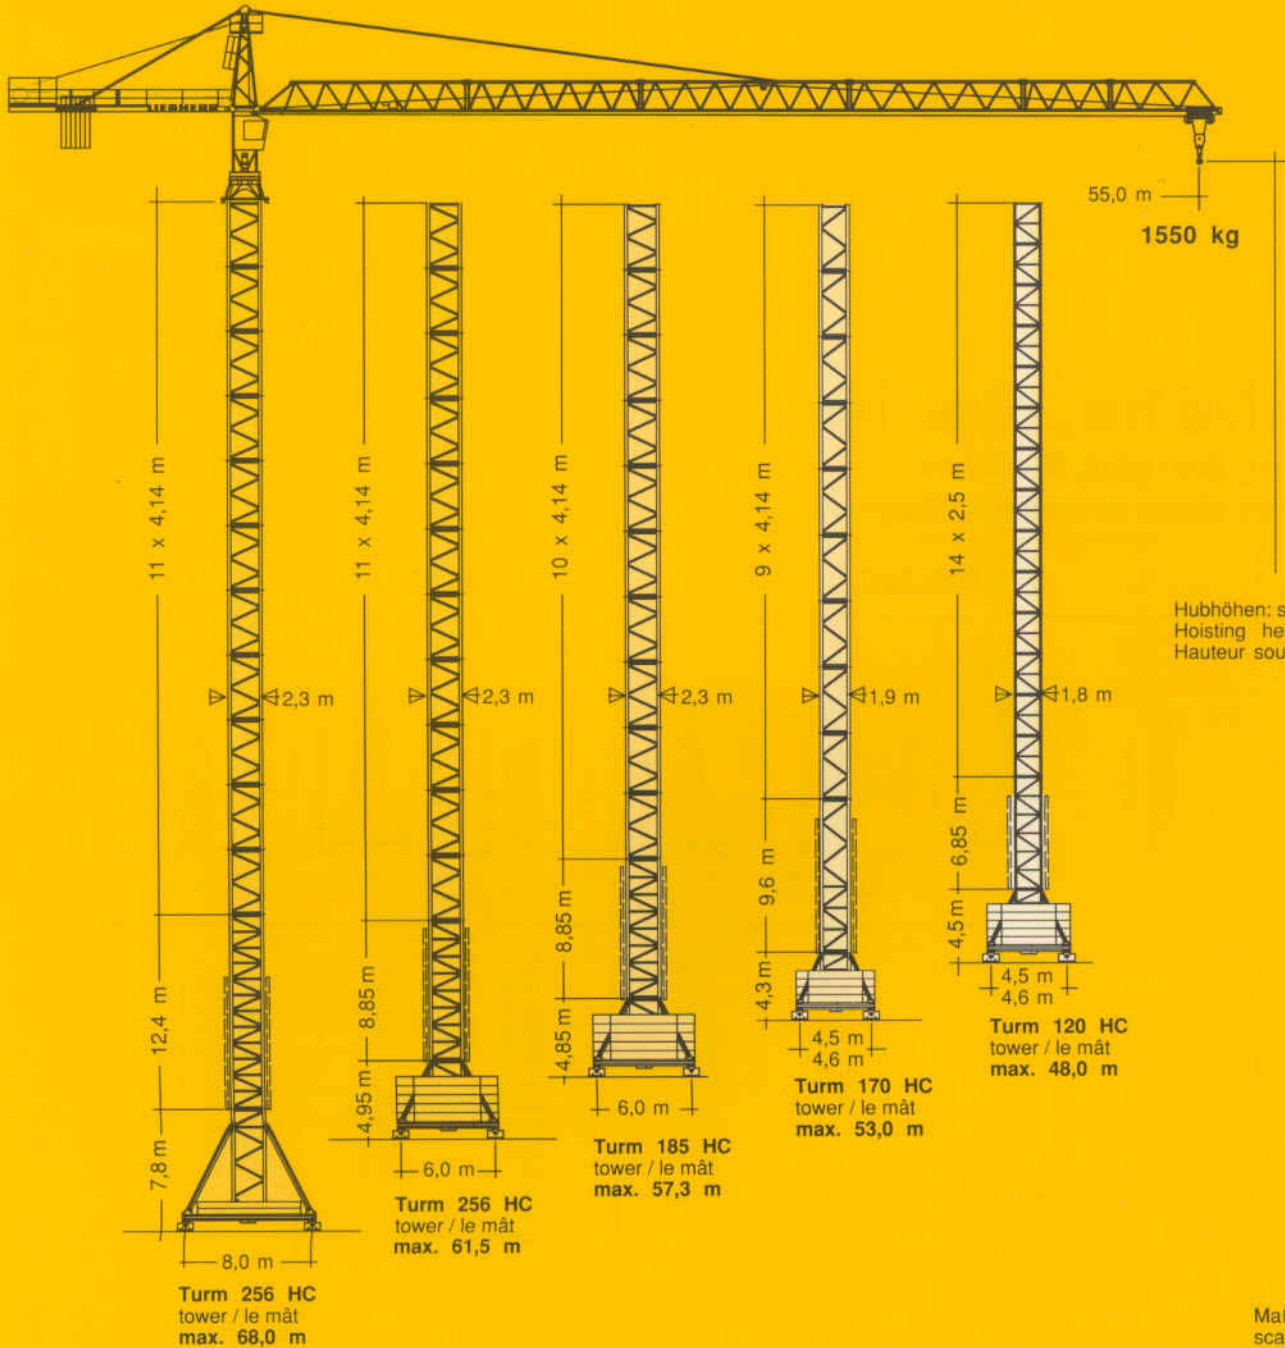 LIEBHERR
55,0 m
1550 kg
11 x 4,14 m
11 x 4,14 m
10 x 4,14 m
9 x 4,14 m
14 x 2,5 m
Hubhöhen:
Hoisting
Hauteur
2,3 m
2,3 m
2,3 m
1,9 m
1,8 m
12,4 m
7,8 m
8,85 m
4,95 m
8,85 m
4,85 m
9,6 m
4,3 m
6,85 m
4,5 m
8,0 m
Turm 256 HC
tower / le mât
max. 68,0 m
6,0 m
Turm 256 HC
tower / le mât
max. 61,5 m
6,0 m
Turm 185 HC
tower / le mât
max. 57,3 m
4,5 m
4,6 m
Turm 170 HC
tower / le mât
max. 53,0 m
4,5 m
4,6 m
Turm 120 HC
tower / le mât
max. 48,0 m